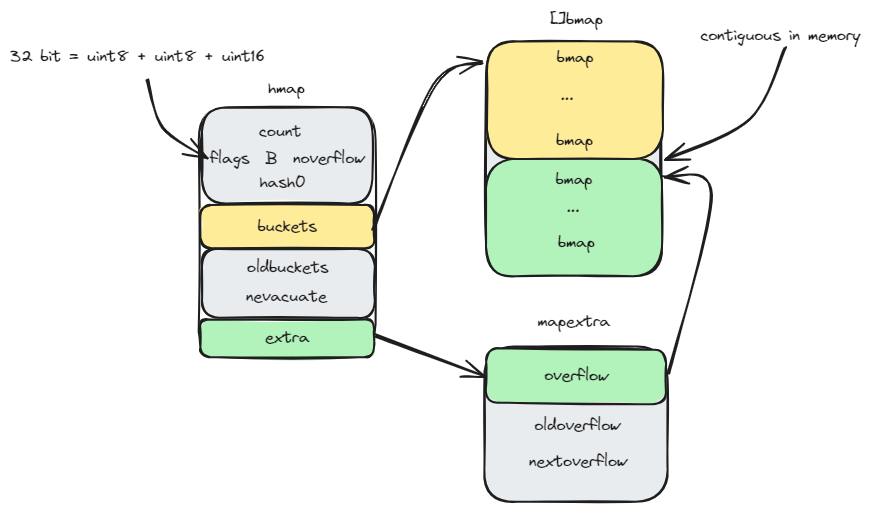 []bmap
32 bit = uint8 + uint8 + uint16
contiguous in memory
hmap
count
flags B noverflow
hash0
buckets
oldbuckets
nevacuate
extra
bmap
...
bmap
bmap
...
bmap
mapextra
overflow
oldoverflow
nextoverflow